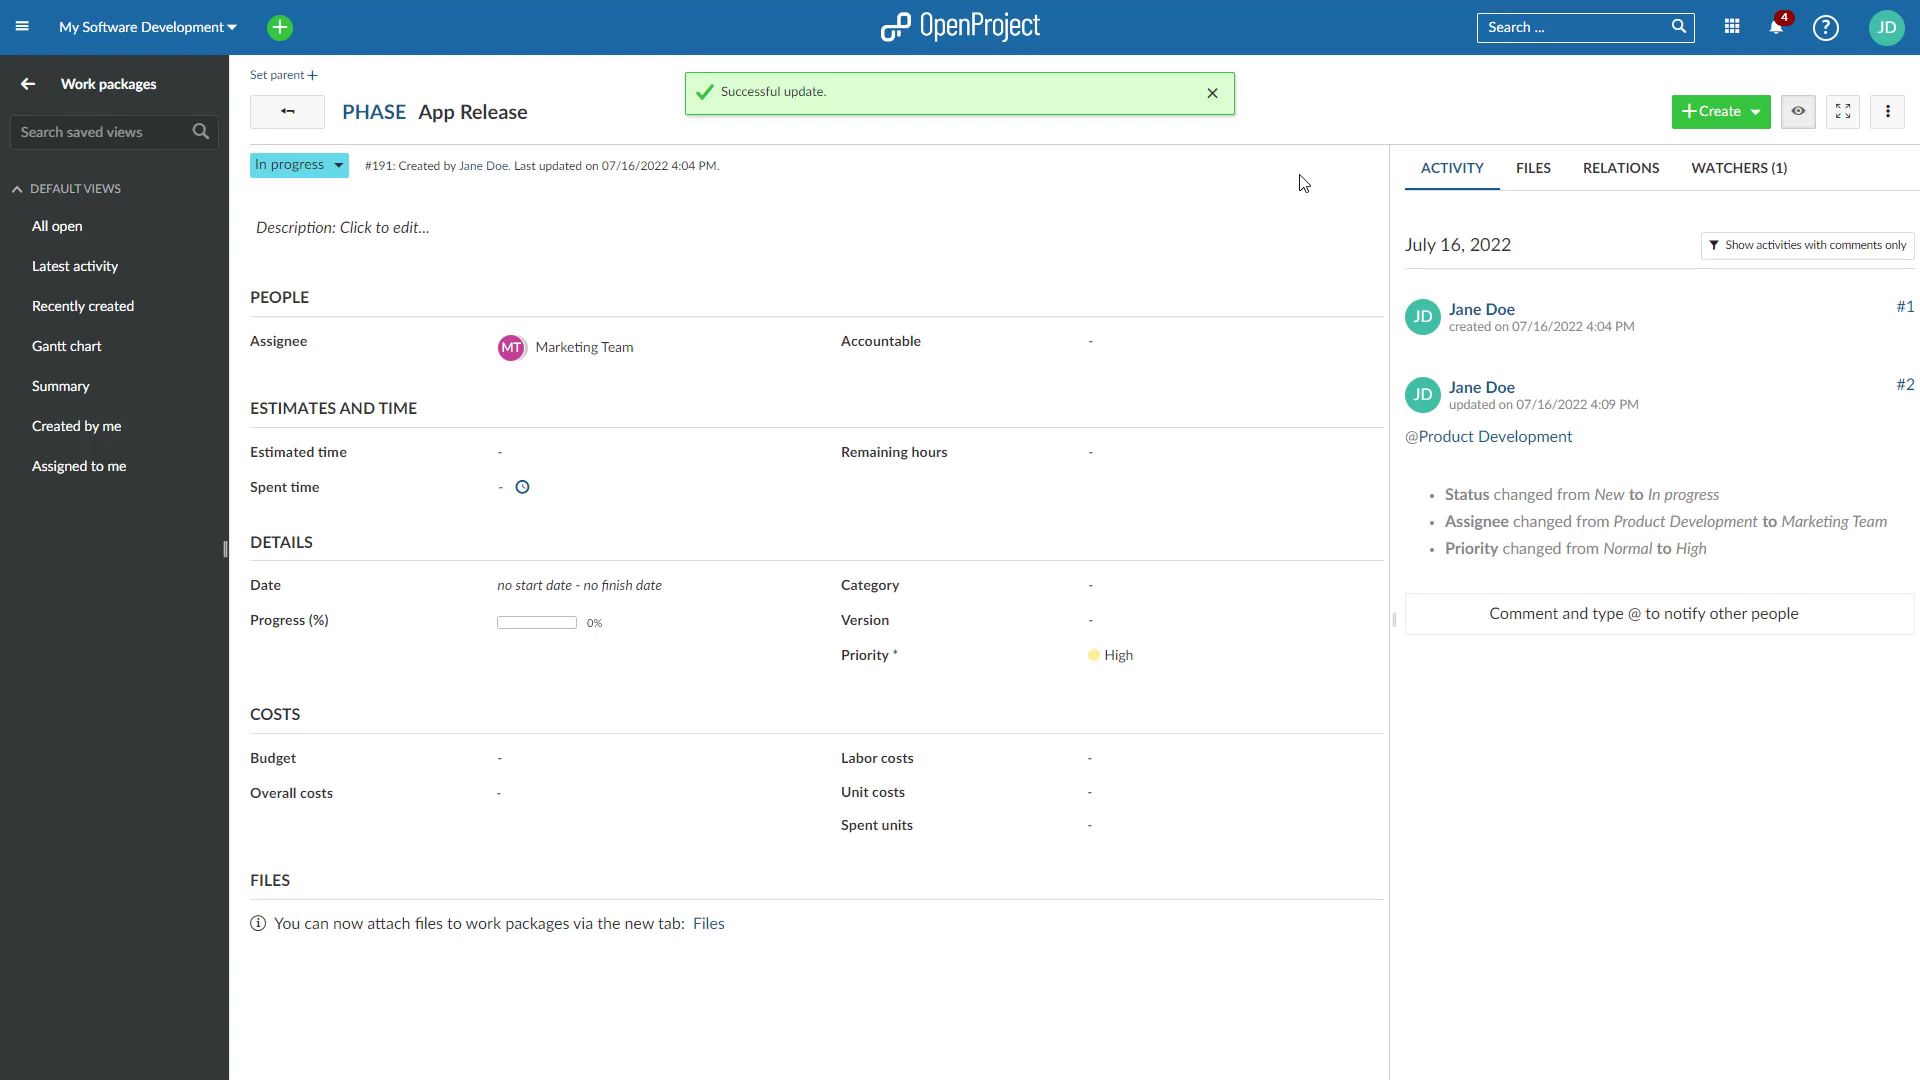 My Software Development
OpenProject
Search ...
4
?
JD
Work packages
Search saved views
DEFAULT VIEWS
All open
Latest activity
Recently created
Gantt chart
Summary
Created by me
Assigned to me
Set parent +
PHASE App Release
Successful update.
+ Create
In progress
#191: Created by Jane Doe. Last updated on 07/16/2022 4:04 PM.
Description: Click to edit...
PEOPLE
Assignee
MT Marketing Team
Accountable
-
ESTIMATES AND TIME
Estimated time
-
Remaining hours
-
Spent time
-
DETAILS
Date
no start date - no finish date
Category
-
Progress (%)
0%
Version
-
Priority *
High
COSTS
Budget
-
Labor costs
-
Overall costs
-
Unit costs
-
Spent units
-
FILES
You can now attach files to work packages via the new tab: Files
ACTIVITY
FILES
RELATIONS
WATCHERS (1)
July 16, 2022
Show activities with comments only
JD
Jane Doe
#1
created on 07/16/2022 4:04 PM
JD
Jane Doe
#2
updated on 07/16/2022 4:09 PM
@Product Development
• Status changed from New to In progress
• Assignee changed from Product Development to Marketing Team
• Priority changed from Normal to High
Comment and type @ to notify other people